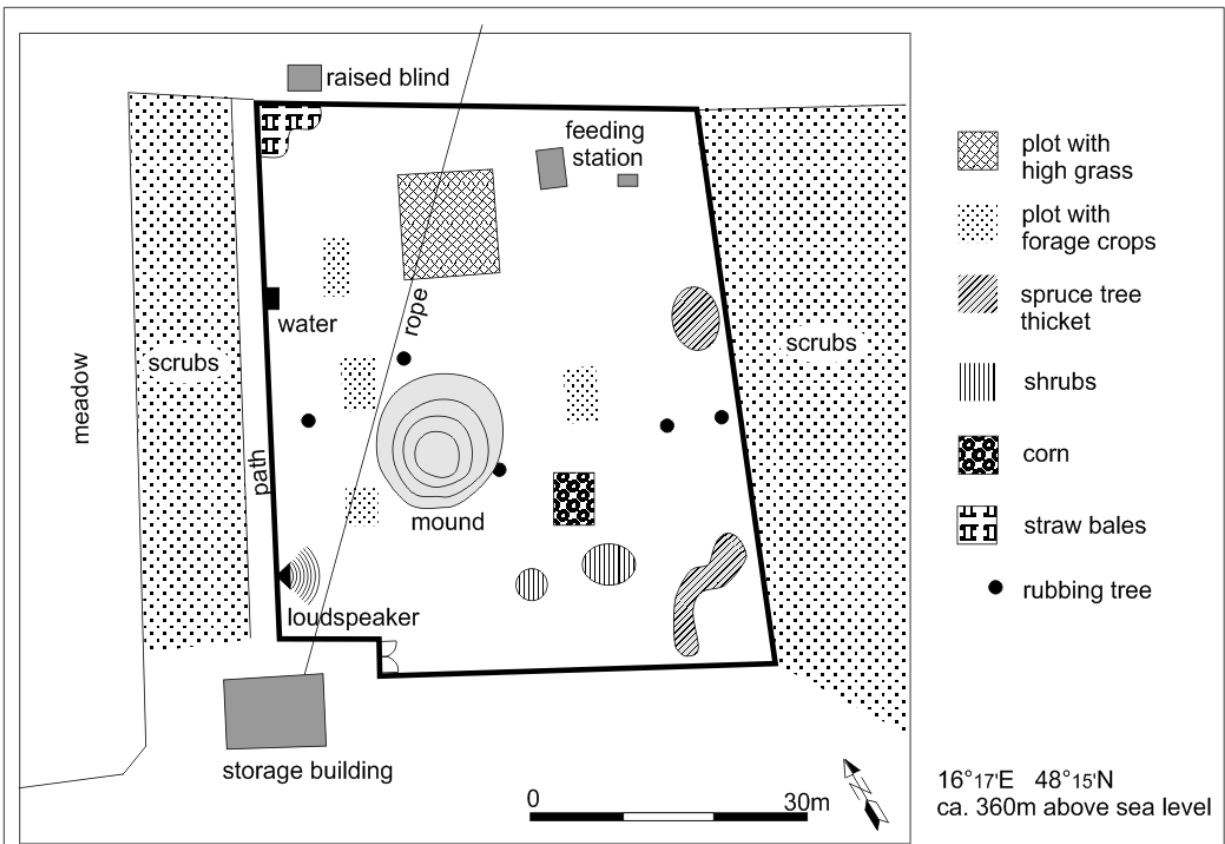 raised blind
feeding
station
rope
water
scrubs
meadow
path
mound
scrubs
loudspeaker
storage building
0
30m
N
plot with
high grass
plot with
forage crops
spruce tree
thicket
shrubs
corn
straw bales
rubbing tree
16°17'E 48°15'N
ca. 360m above sea level